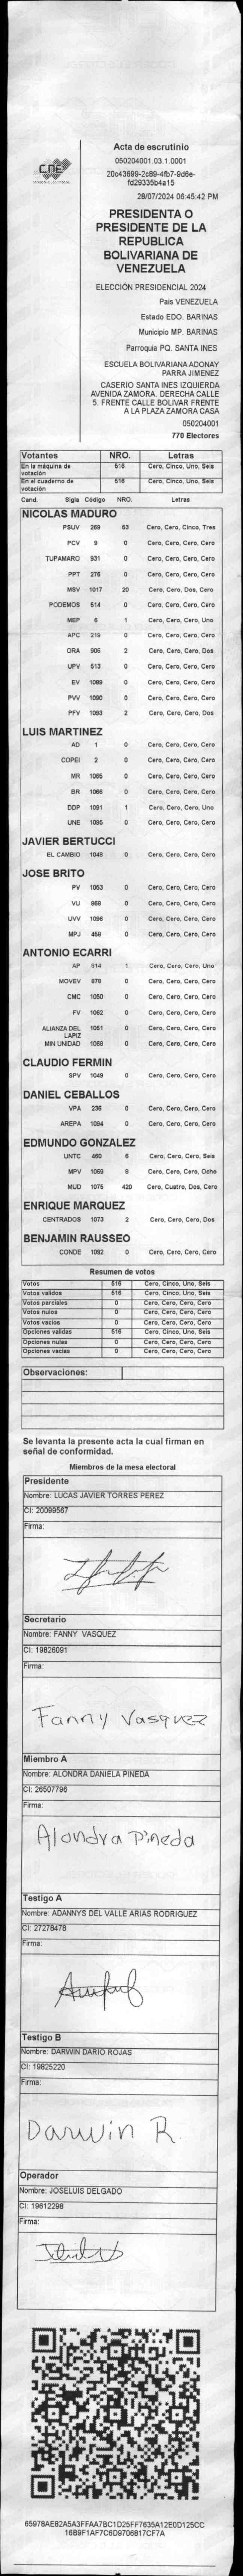 CNE
Acta de escrutinio
050204001.03.1.0001
20c43699-2c89-4fb7-9d6e-
fd29335b4a15
28/07/2024 06:45:42 PM
PRESIDENTA O
PRESIDENTE DE LA
REPUBLICA
BOLIVARIANA DE
VENEZUELA
ELECCIÓN PRESIDENCIAL 2024
Pais VENEZUELA
Estado EDO. BARINAS
Municipio MP. BARINAS
Parroquia PQ. SANTA INES
ESCUELA BOLIVARIANA ADONAY
PARRA JIMENEZ
CASERIO SANTA INES IZQUIERDA
AVENIDA ZAMORA. DERECHA CALLE
5. FRENTE CALLE BOLIVAR FRENTE
A LA PLAZA ZAMORA CASA
050204001
770 Electores
Votantes NRO. Letras
En la máquina de votación 516 Cero, Cinco, Uno, Seis
En el cuaderno de votación 516 Cero, Cinco, Uno, Seis
Cand. Sigla Código NRO. Letras
NICOLAS MADURO
PSUV 269 53 Cero, Cero, Cinco, Tres
PCV 9 0 Cero, Cero, Cero, Cero
TUPAMARO 931 0 Cero, Cero, Cero, Cero
PPT 276 0 Cero, Cero, Cero, Cero
MSV 1017 20 Cero, Cero, Dos, Cero
PODEMOS 514 0 Cero, Cero, Cero, Cero
MEP 6 1 Cero, Cero, Cero, Uno
APC 219 0 Cero, Cero, Cero, Cero
ORA 906 2 Cero, Cero, Cero, Dos
UPV 513 0 Cero, Cero, Cero, Cero
EV 1089 0 Cero, Cero, Cero, Cero
PVV 1090 0 Cero, Cero, Cero, Cero
PFV 1093 2 Cero, Cero, Cero, Dos
LUIS MARTINEZ
AD 1 0 Cero, Cero, Cero, Cero
COPEI 2 0 Cero, Cero, Cero, Cero
MR 1065 0 Cero, Cero, Cero, Cero
BR 1066 0 Cero, Cero, Cero, Cero
DDP 1091 1 Cero, Cero, Cero, Uno
UNE 1095 0 Cero, Cero, Cero, Cero
JAVIER BERTUCCI
EL CAMBIO 1048 0 Cero, Cero, Cero, Cero
JOSE BRITO
PV 1053 0 Cero, Cero, Cero, Cero
VU 868 0 Cero, Cero, Cero, Cero
UVV 1096 0 Cero, Cero, Cero, Cero
MPJ 458 0 Cero, Cero, Cero, Cero
ANTONIO ECARRI
AP 814 1 Cero, Cero, Cero, Uno
MOVEV 878 0 Cero, Cero, Cero, Cero
CMC 1050 0 Cero, Cero, Cero, Cero
FV 1062 0 Cero, Cero, Cero, Cero
ALIANZA DEL LAPIZ 1051 0 Cero, Cero, Cero, Cero
MIN UNIDAD 1068 0 Cero, Cero, Cero, Cero
CLAUDIO FERMIN
SPV 1049 0 Cero, Cero, Cero, Cero
DANIEL CEBALLOS
VPA 236 0 Cero, Cero, Cero, Cero
AREPA 1094 0 Cero, Cero, Cero, Cero
EDMUNDO GONZALEZ
UNTC 460 6 Cero, Cero, Cero, Seis
MPV 1069 8 Cero, Cero, Cero, Ocho
MUD 1075 420 Cero, Cuatro, Dos, Cero
ENRIQUE MARQUEZ
CENTRADOS 1073 2 Cero, Cero, Cero, Dos
BENJAMIN RAUSSEO
CONDE 1092 0 Cero, Cero, Cero, Cero
Resumen de votos
Votos 516 Cero, Cinco, Uno, Seis
Votos validos 516 Cero, Cinco, Uno, Seis
Votos parciales 0 Cero, Cero, Cero, Cero
Votos nulos 0 Cero, Cero, Cero, Cero
Votos vacios 0 Cero, Cero, Cero, Cero
Opciones validas 516 Cero, Cinco, Uno, Seis
Opciones nulas 0 Cero, Cero, Cero, Cero
Opciones vacias 0 Cero, Cero, Cero, Cero
Observaciones:
Se levanta la presente acta la cual firman en
señal de conformidad.
Miembros de la mesa electoral
Presidente
Nombre: LUCAS JAVIER TORRES PEREZ
CI: 20099567
Firma:
Secretario
Nombre: FANNY VASQUEZ
CI: 19826091
Firma:
Fanny Vasquez
Miembro A
Nombre: ALONDRA DANIELA PINEDA
CI: 26507796
Firma:
Alondra Pineda
Testigo A
Nombre: ADANNYS DEL VALLE ARIAS RODRIGUEZ
CI: 27278478
Firma:
Testigo B
Nombre: DARWIN DARIO ROJAS
CI: 19825220
Firma:
Darwin R.
Operador
Nombre: JOSELUIS DELGADO
CI: 19612298
Firma:
65978AE82A5A3FFAA7BC1D25FF7635A12E0D125CC
16B9F1AF7C6D9706817CF7A